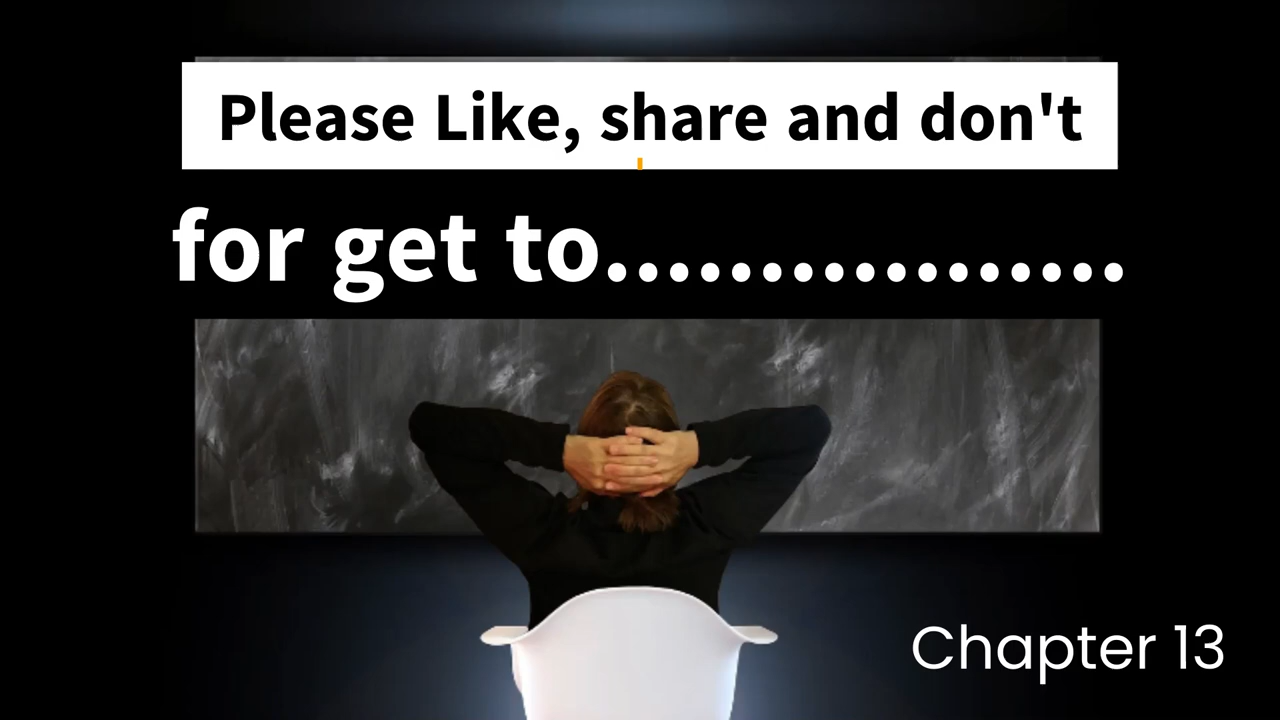 Please Like, share and don't
for get to.................
Chapter 13